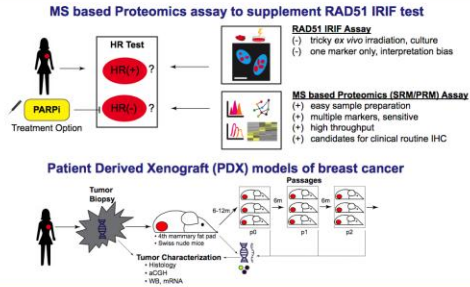 MS based Proteomics assay to supplement RAD51 IRIF test
HR Test
HR(+)
?
HR(-)
?
PARPi
Treatment Option
RAD51 IRIF Assay
(-) tricky ex vivo irradiation, culture
(-) one marker only, interpretation bias
MS based Proteomics (SRM/PRM) Assay
(+) easy sample preparation
(+) multiple markers, sensitive
(+) high throughput
(+) candidates for clinical routine IHC
Patient Derived Xenograft (PDX) models of breast cancer
Tumor
Biopsy
• 4th mammary fat pad
• Swiss nude mice
Tumor Characterization
• Histology
• aCGH
• WB, mRNA
Passages
6-12m
6m
6m
p0
p1
p2